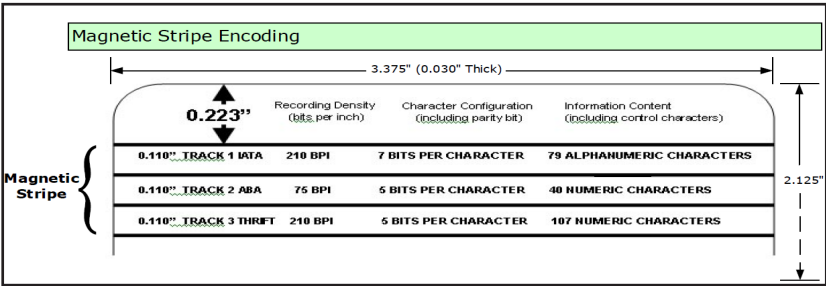 Magnetic Stripe Encoding
3.375" (0.030" Thick)
0.223”
Recording Density
(bits per inch)
Character Configuration
(including parity bit)
Information Content
(including control characters)
Magnetic
Stripe
0.110” TRACK 1 IATA 210 BPI 7 BITS PER CHARACTER 79 ALPHANUMERIC CHARACTERS
0.110” TRACK 2 ABA 75 BPI 5 BITS PER CHARACTER 40 NUMERIC CHARACTERS
0.110” TRACK 3 THRIFT 210 BPI 5 BITS PER CHARACTER 107 NUMERIC CHARACTERS
2.125"